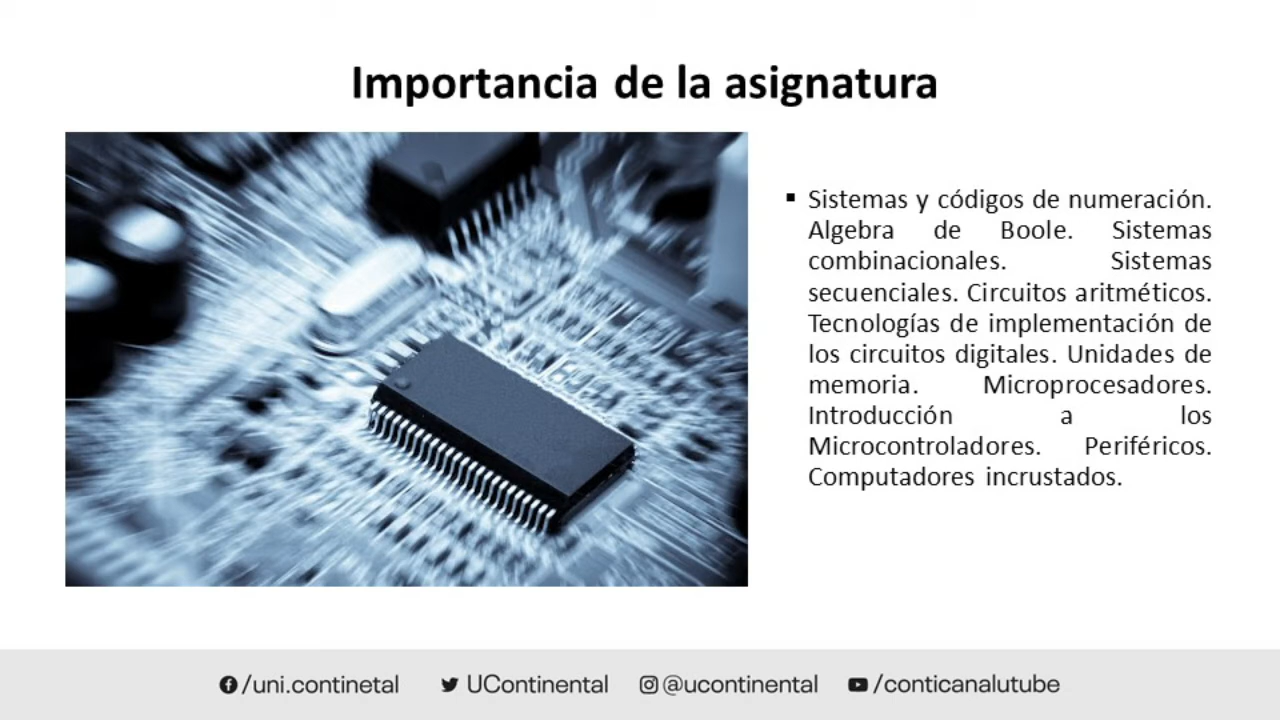 Importancia de la asignatura
▪ Sistemas y códigos de numeración.
Algebra de Boole. Sistemas
combinacionales. Sistemas
secuenciales. Circuitos aritméticos.
Tecnologías de implementación de
los circuitos digitales. Unidades de
memoria. Microprocesadores.
Introducción a los
Microcontroladores. Periféricos.
Computadores incrustados.
/uni.continetal UContinental @ucontinental /conticanalutube